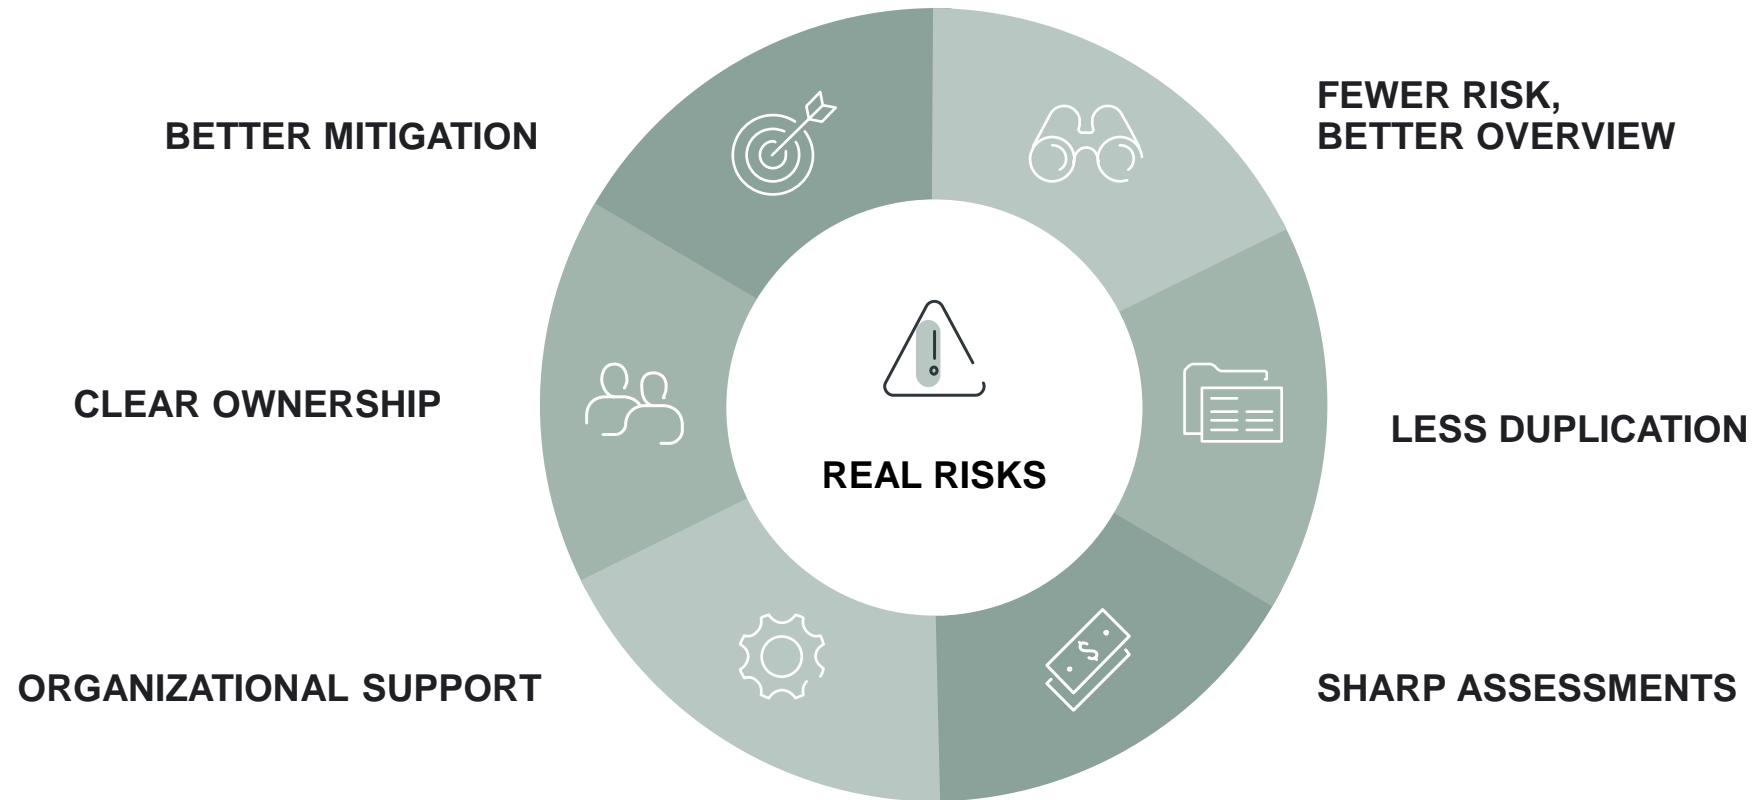 BETTER MITIGATION
FEWER RISK,
BETTER OVERVIEW
CLEAR OWNERSHIP
LESS DUPLICATION
REAL RISKS
ORGANIZATIONAL SUPPORT
SHARP ASSESSMENTS
$